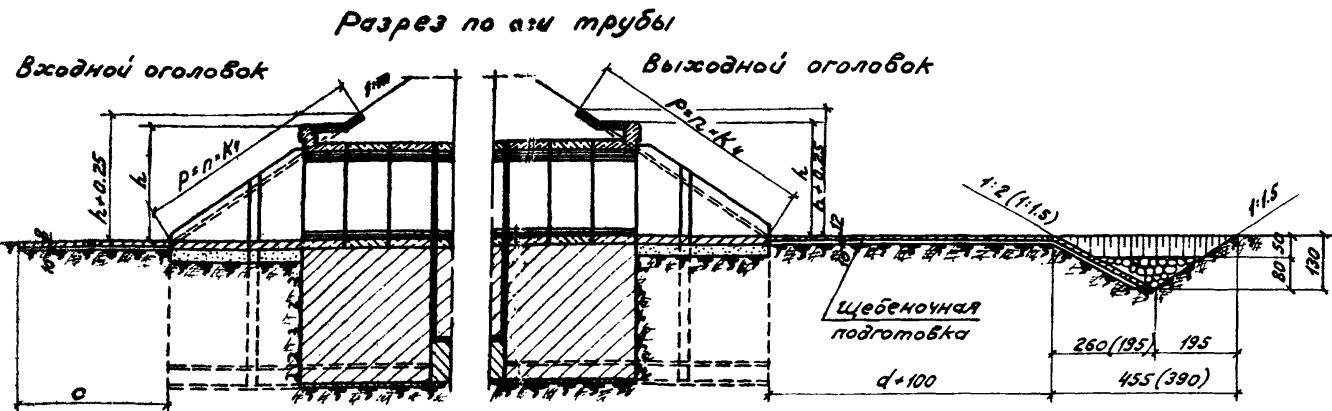 Разрез по оси трубы
Входной оголовок
Выходной оголовок
h+0.25
h
p=n=K4
p=n=K4
h
h+0.25
12
1:2 (1:1.5)
1:1.5
50
80
130
Щебеночная
подготовка
260(195)
195
a
d+100
455(390)